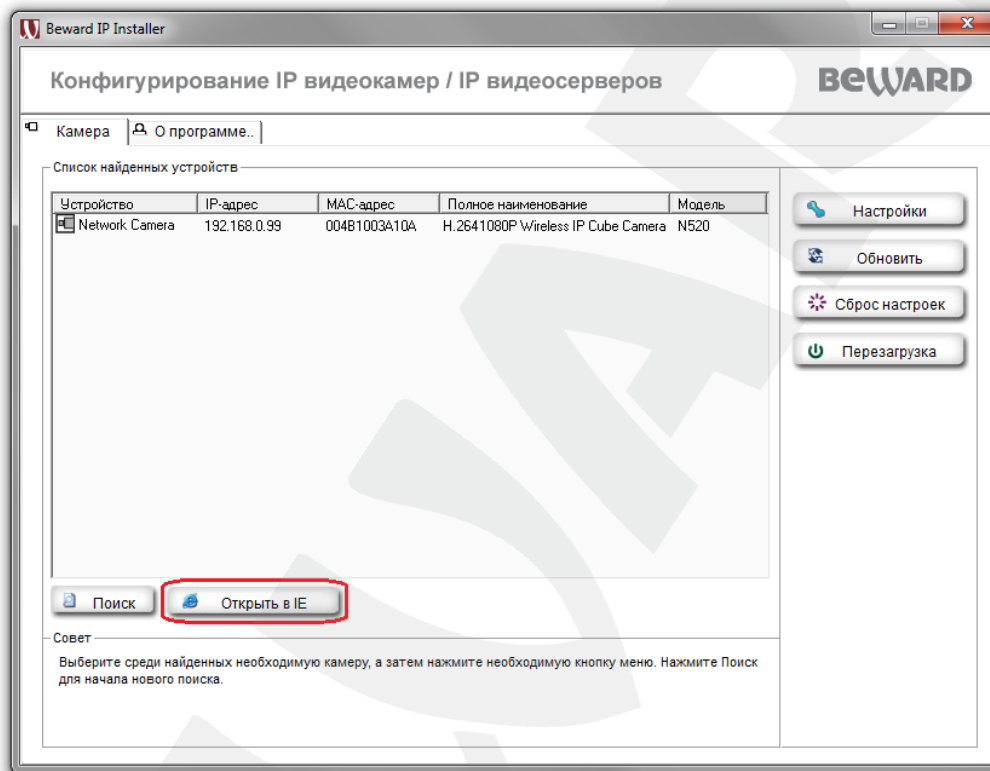 Beward IP Installer
Конфигурирование IP видеокамер / IP видеосерверов
BEWARD
Камера
О программе..
Список найденных устройств
Устройство IP-адрес MAC-адрес Полное наименование Модель
Network Camera 192.168.0.99 004B1003A10A H.2641080P Wireless IP Cube Camera N520
Настройки
Обновить
Сброс настроек
Перезагрузка
Поиск
Открыть в IE
Совет
Выберите среди найденных необходимую камеру, а затем нажмите необходимую кнопку меню. Нажмите Поиск
для начала нового поиска.